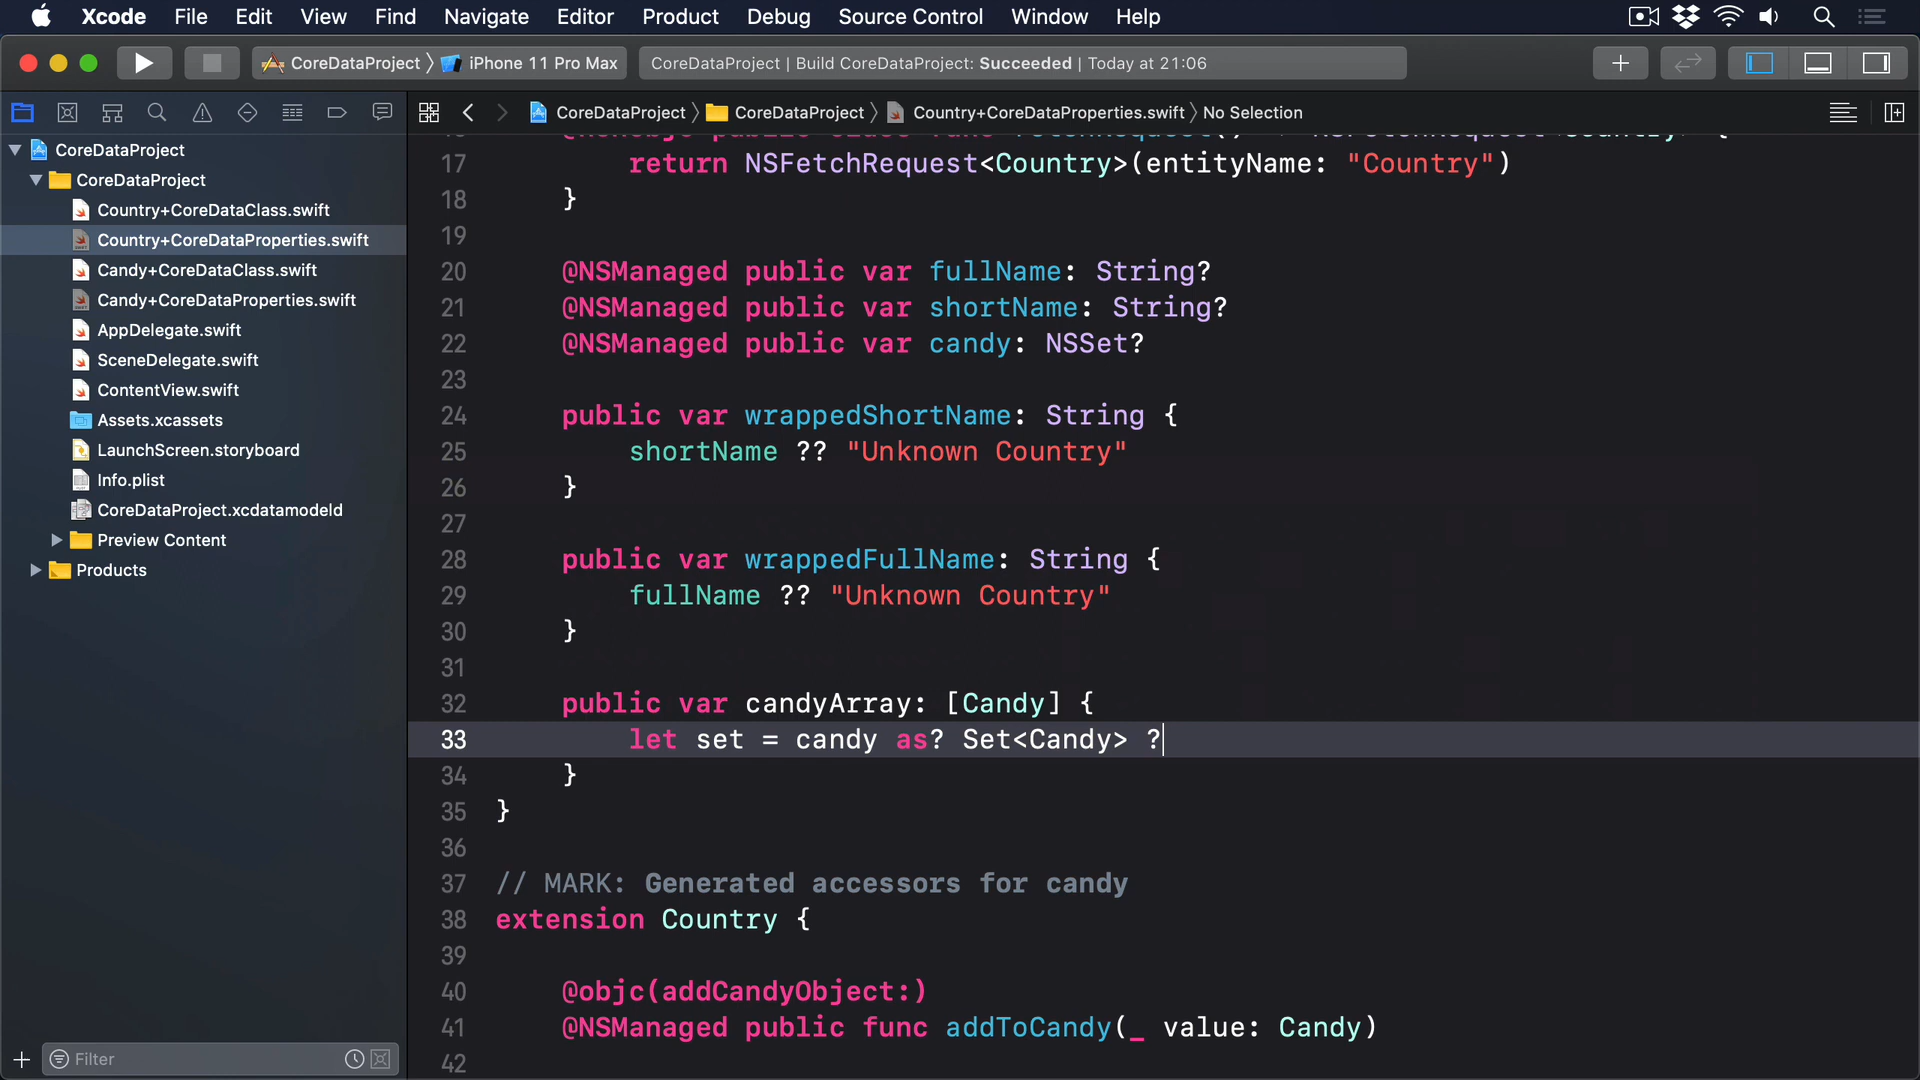 Xcode File Edit View Find Navigate Editor Product Debug Source Control Window Help
CoreDataProject iPhone 11 Pro Max
CoreDataProject | Build CoreDataProject: Succeeded | Today at 21:06
CoreDataProject CoreDataProject Country+CoreDataProperties.swift No Selection
CoreDataProject
CoreDataProject
Country+CoreDataClass.swift
Country+CoreDataProperties.swift
Candy+CoreDataClass.swift
Candy+CoreDataProperties.swift
AppDelegate.swift
SceneDelegate.swift
ContentView.swift
Assets.xcassets
LaunchScreen.storyboard
Info.plist
CoreDataProject.xcdatamodeld
Preview Content
Products
Filter
17 return NSFetchRequest<Country>(entityName: "Country")
18 }
19
20 @NSManaged public var fullName: String?
21 @NSManaged public var shortName: String?
22 @NSManaged public var candy: NSSet?
23
24 public var wrappedShortName: String {
25 shortName ?? "Unknown Country"
26 }
27
28 public var wrappedFullName: String {
29 fullName ?? "Unknown Country"
30 }
31
32 public var candyArray: [Candy] {
33 let set = candy as? Set<Candy> ?
34 }
35 }
36
37 // MARK: Generated accessors for candy
38 extension Country {
39
40 @objc(addCandyObject:)
41 @NSManaged public func addToCandy(_ value: Candy)
42